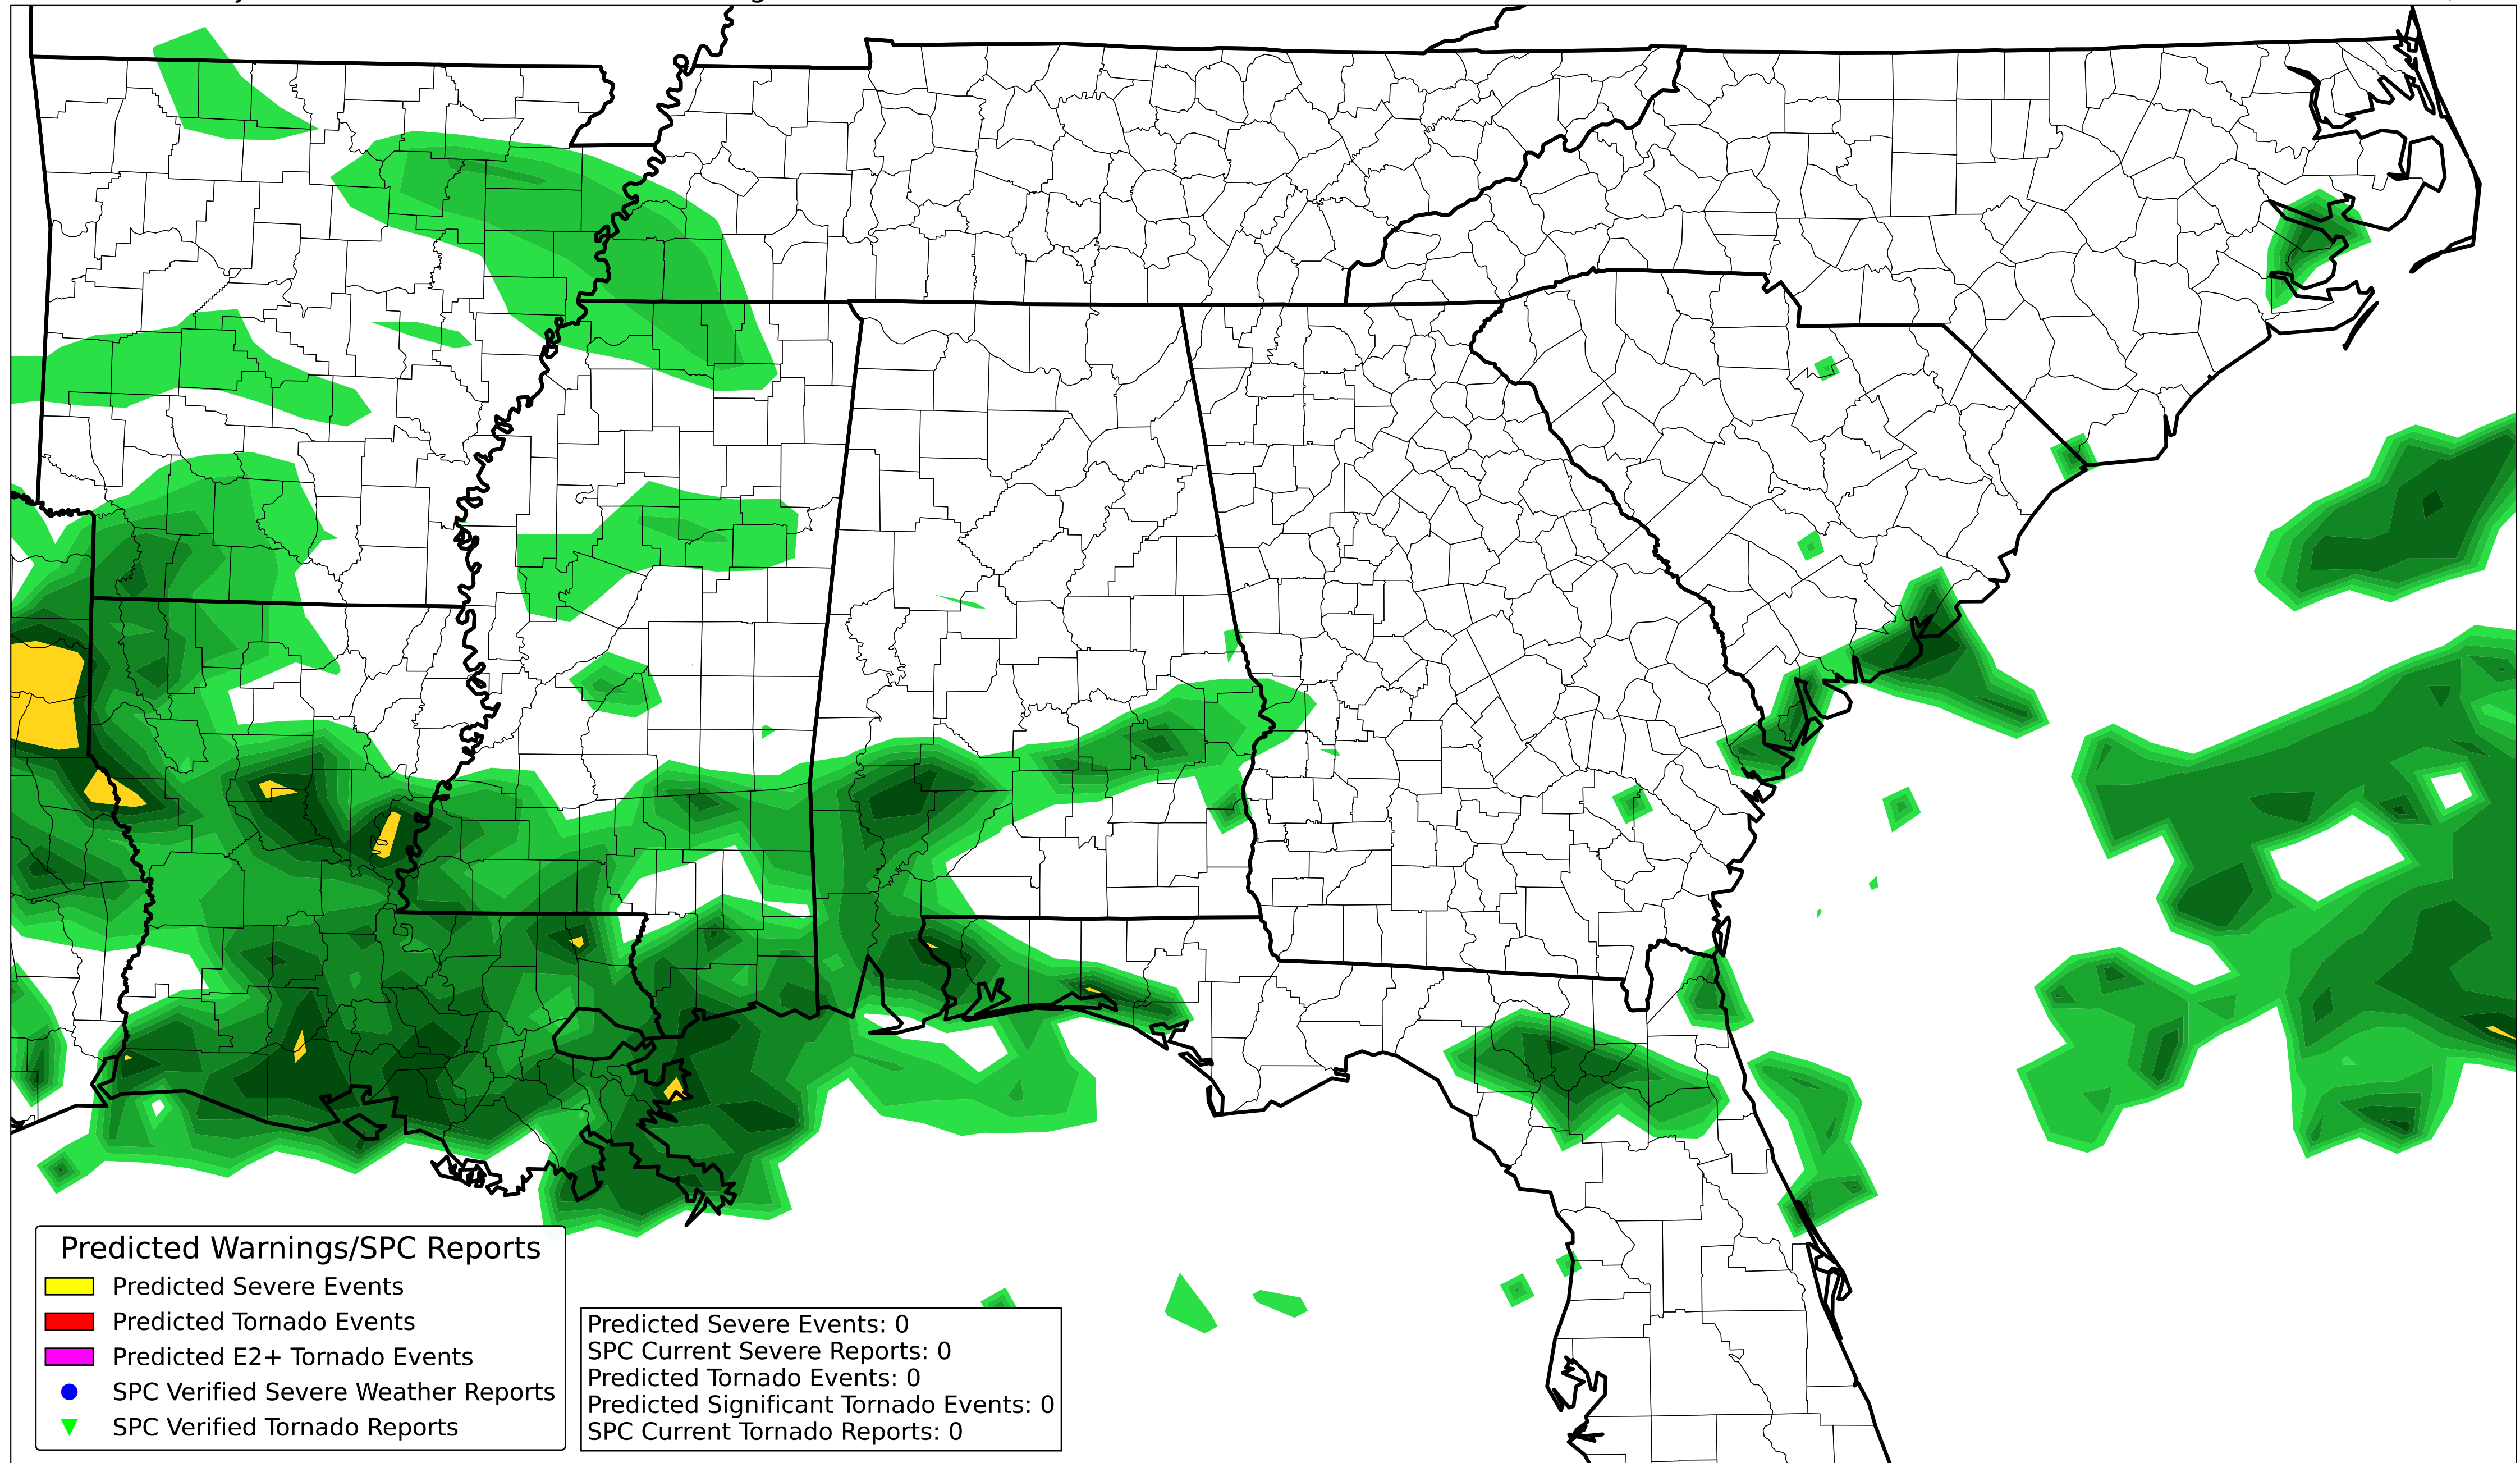 Predicted Warnings/SPC Reports
Predicted Severe Events
Predicted Tornado Events
Predicted E2+ Tornado Events
SPC Verified Severe Weather Reports
SPC Verified Tornado Reports
Predicted Severe Events: 0
SPC Current Severe Reports: 0
Predicted Tornado Events: 0
Predicted Significant Tornado Events: 0
SPC Current Tornado Reports: 0